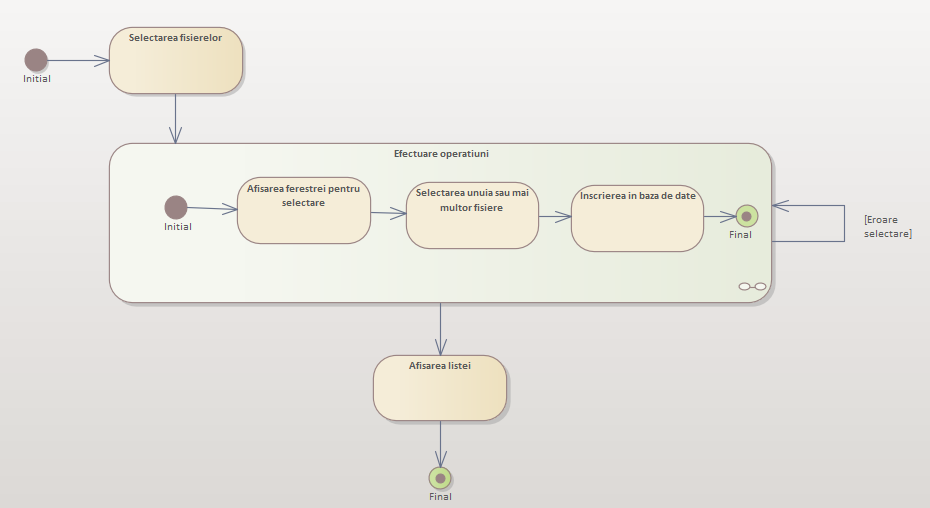 Selectarea fisierelor
Initial
Efectuare operatiuni
Afisarea ferestrei pentru
selectare
Selectarea unuia sau mai
multor fisiere
Inscrierea in baza de date
Initial
Final
[Eroare
selectare]
Afisarea listei
Final